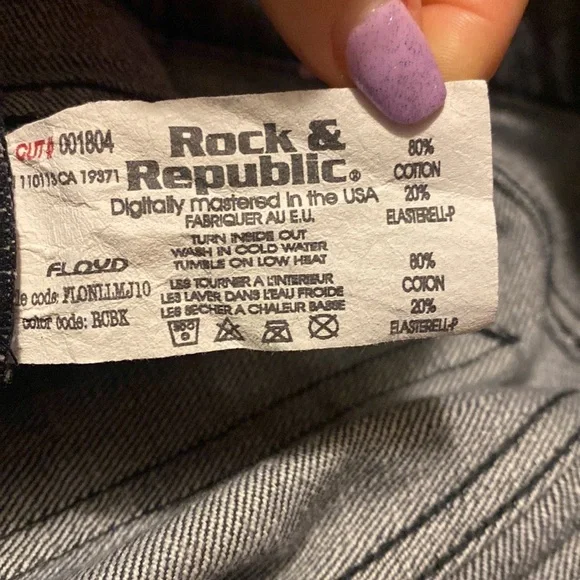 CUT# 001804
110113CA 19371
FLOYD
le code: FLONLLMJ10
color code: RCBK
Rock &
Republic®
Digitally mastered in the USA
FABRIQUER AU E.U.
TURN INSIDE OUT
WASH IN COLD WATER
TUMBLE ON LOW HEAT
LES TOURNER A L'INTERIEUR
LES LAVER DANS L'EAU FROIDE
LES SECHER A CHALEUR BASSE
80%
COTTON
20%
ELASTERELL-P
80%
COTON
20%
ELASTERELL-P